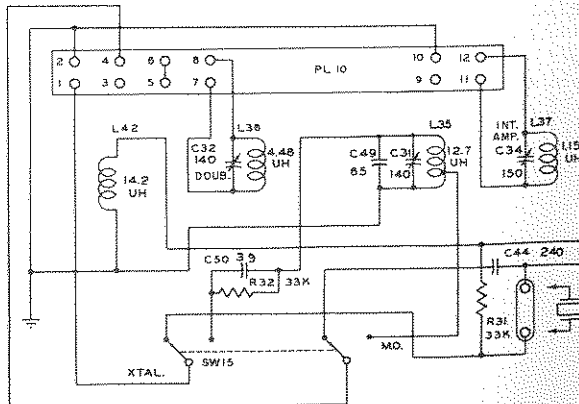 2 4 6 8 10 12
PL 10
1 3 5 7 9 11
L42
14.2
UH
C32
140
DOUB.
L36
4.48
UH
C49
65
C31
140
L35
12.7
UH
INT.
AMP.
C34
150
L37
1.15
UH
C50 39
R32 33K
C44 240
R31
33K
XTAL.
SW15
M.O.